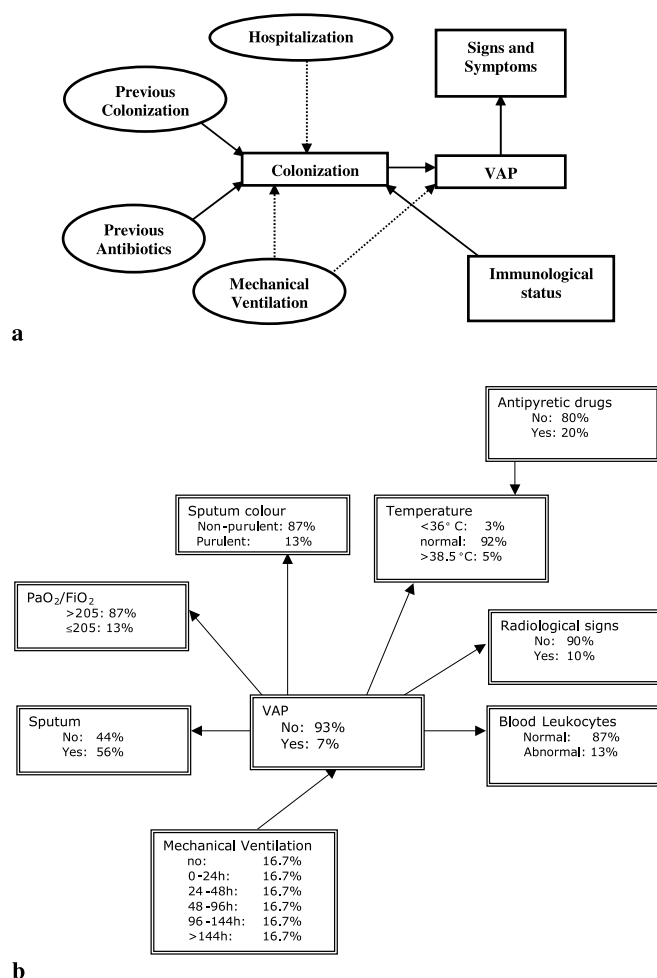 Hospitalization
Signs and
Symptoms
Previous
Colonization
Colonization
VAP
Previous
Antibiotics
Mechanical
Ventilation
Immunological
status
a
Antipyretic drugs
No: 80%
Yes: 20%
Sputum colour
Non-purulent: 87%
Purulent: 13%
Temperature
<36° C: 3%
normal: 92%
>38.5 °C: 5%
PaO₂/FiO₂
>205: 87%
≤205: 13%
Radiological signs
No: 90%
Yes: 10%
Sputum
No: 44%
Yes: 56%
VAP
No: 93%
Yes: 7%
Blood Leukocytes
Normal: 87%
Abnormal: 13%
Mechanical Ventilation
no: 16.7%
0-24h: 16.7%
24-48h: 16.7%
48-96h: 16.7%
96-144h: 16.7%
>144h: 16.7%
b